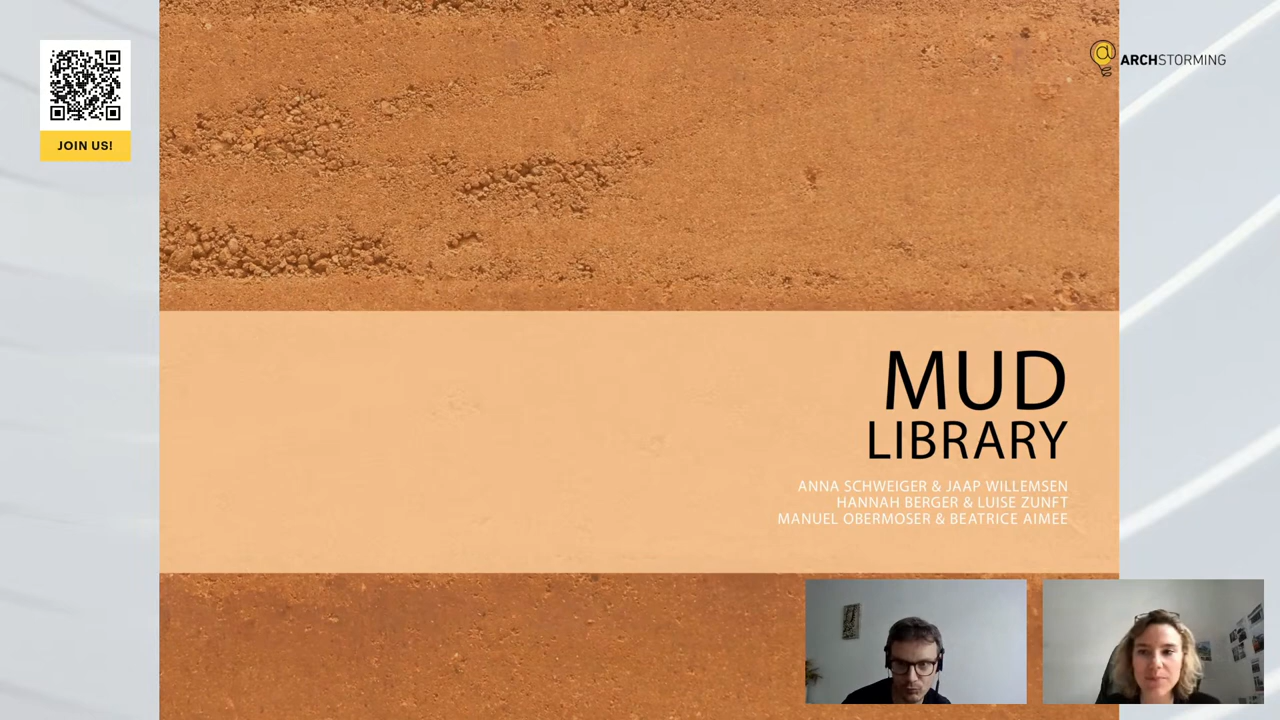 JOIN US!
@ ARCHSTORMING
MUD
LIBRARY
ANNA SCHWEIGER & JAAP WILLEMSEN
HANNAH BERGER & LUISE ZUNFT
MANUEL OBERMOSER & BEATRICE AIMEE